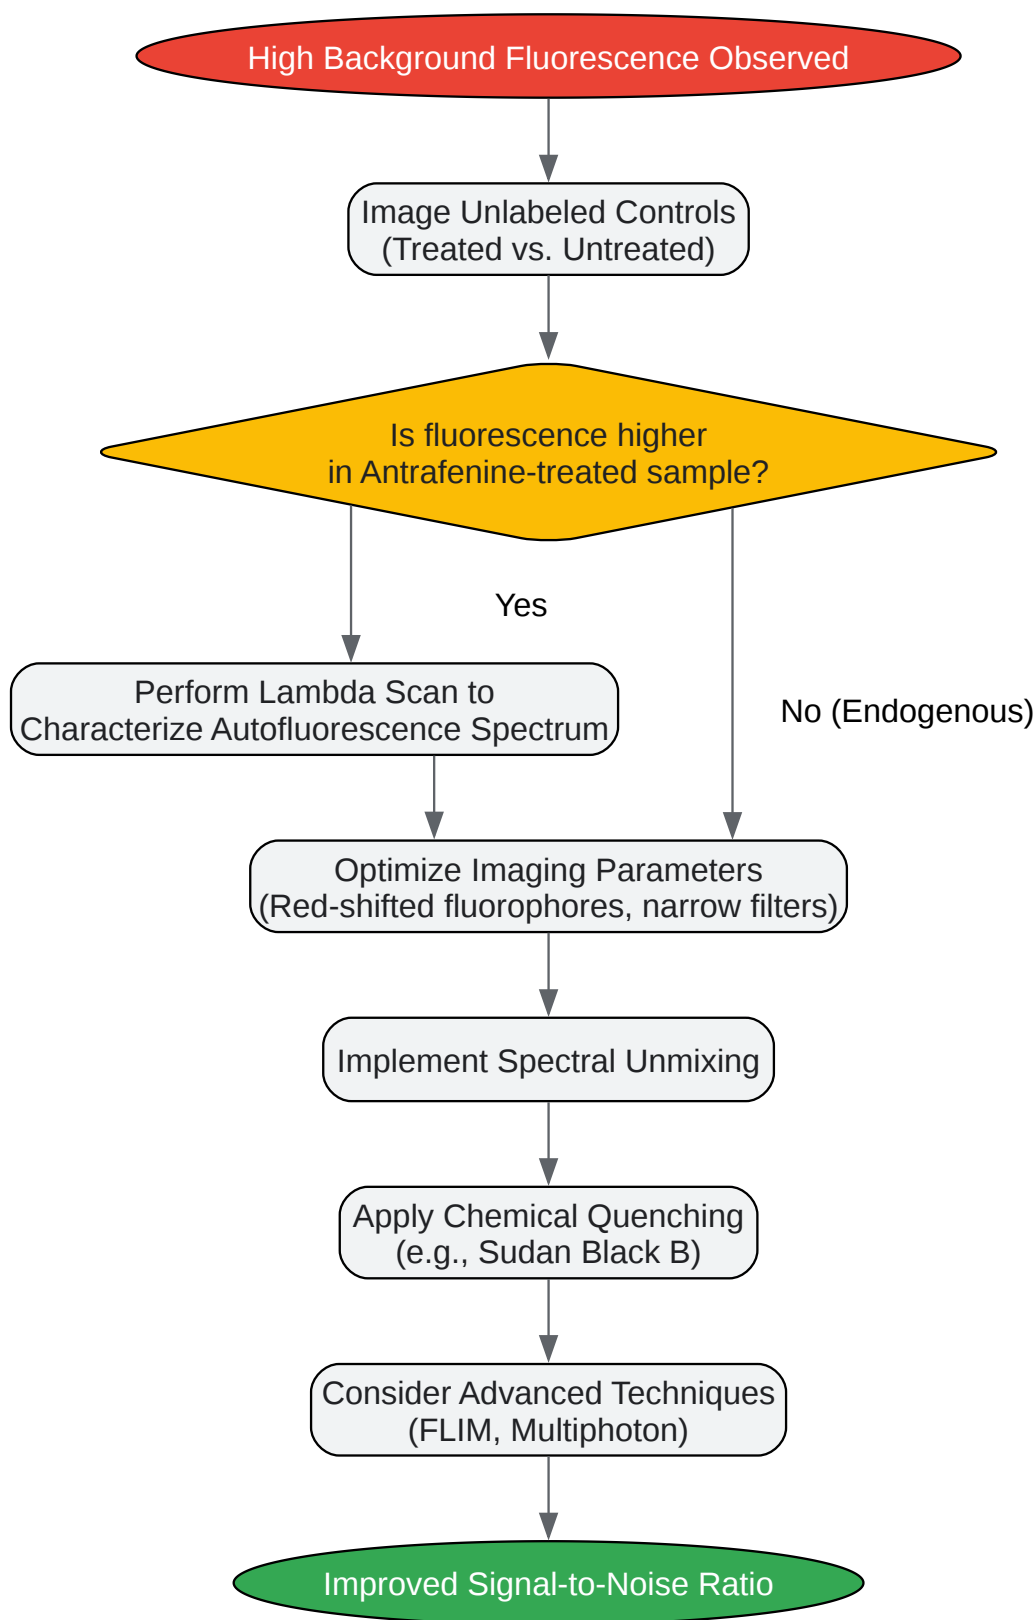 High Background Fluorescence Observed
Image Unlabeled Controls
(Treated vs. Untreated)
Is fluorescence higher
in Antrafenine-treated sample?
Yes
Perform Lambda Scan to
Characterize Autofluorescence Spectrum
No (Endogenous)
Optimize Imaging Parameters
(Red-shifted fluorophores, narrow filters)
Implement Spectral Unmixing
Apply Chemical Quenching
(e.g., Sudan Black B)
Consider Advanced Techniques
(FLIM, Multiphoton)
Improved Signal-to-Noise Ratio